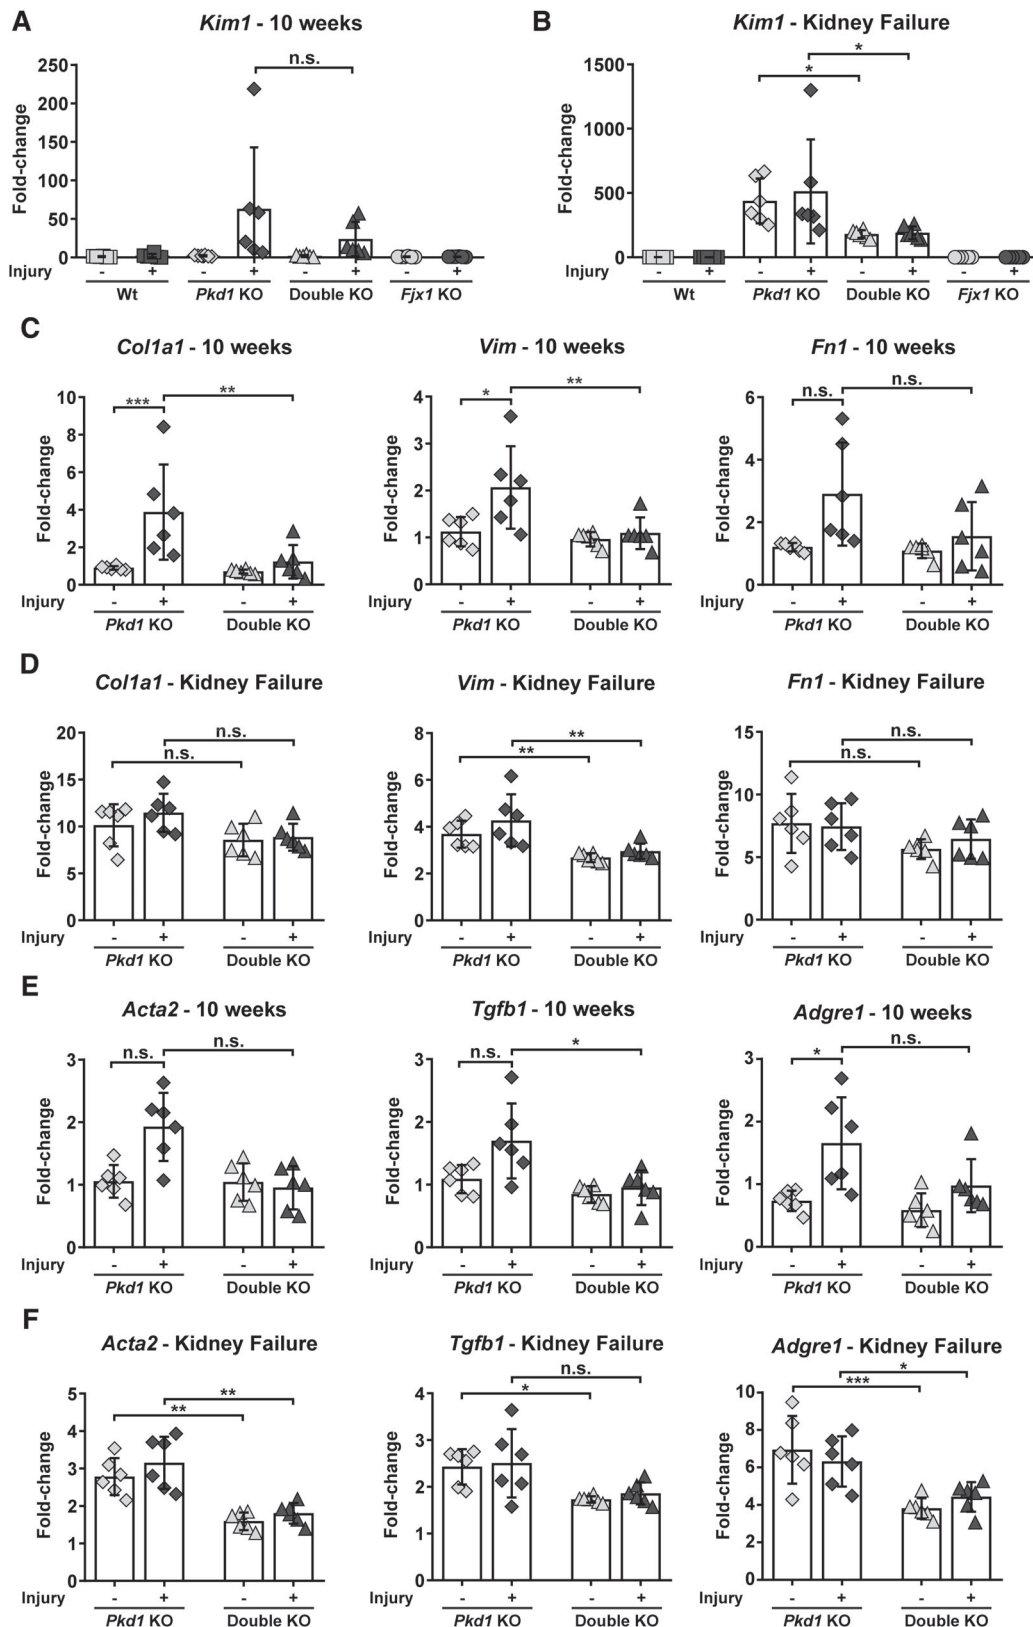 A Kim1 - 10 weeks
Fold-change
250
200
150
100
50
0
n.s.
Injury - + - + - + - +
Wt Pkd1 KO Double KO Fjx1 KO
B Kim1 - Kidney Failure
Fold-change
1500
1000
500
0
*
*
Injury - + - + - + - +
Wt Pkd1 KO Double KO Fjx1 KO
C
Col1a1 - 10 weeks
Fold-change
10
8
6
4
2
0
*** **
Injury - + - +
Pkd1 KO Double KO
Vim - 10 weeks
Fold-change
4
3
2
1
0
* **
Injury - + - +
Pkd1 KO Double KO
Fn1 - 10 weeks
Fold-change
6
4
2
0
n.s. n.s.
Injury - + - +
Pkd1 KO Double KO
D
Col1a1 - Kidney Failure
Fold-change
20
15
10
5
0
n.s.
n.s.
Injury - + - +
Pkd1 KO Double KO
Vim - Kidney Failure
Fold-change
8
6
4
2
0
**
**
Injury - + - +
Pkd1 KO Double KO
Fn1 - Kidney Failure
Fold-change
15
10
5
0
n.s.
n.s.
Injury - + - +
Pkd1 KO Double KO
E
Acta2 - 10 weeks
Fold-change
3
2
1
0
n.s. n.s.
Injury - + - +
Pkd1 KO Double KO
Tgfb1 - 10 weeks
Fold-change
3
2
1
0
n.s. *
Injury - + - +
Pkd1 KO Double KO
Adgre1 - 10 weeks
Fold-change
3
2
1
0
* n.s.
Injury - + - +
Pkd1 KO Double KO
F
Acta2 - Kidney Failure
Fold-change
5
4
3
2
1
0
**
**
Injury - + - +
Pkd1 KO Double KO
Tgfb1 - Kidney Failure
Fold-change
4
3
2
1
0
n.s.
*
Injury - + - +
Pkd1 KO Double KO
Adgre1 - Kidney Failure
Fold-change
10
8
6
4
2
0
*
***
Injury - + - +
Pkd1 KO Double KO